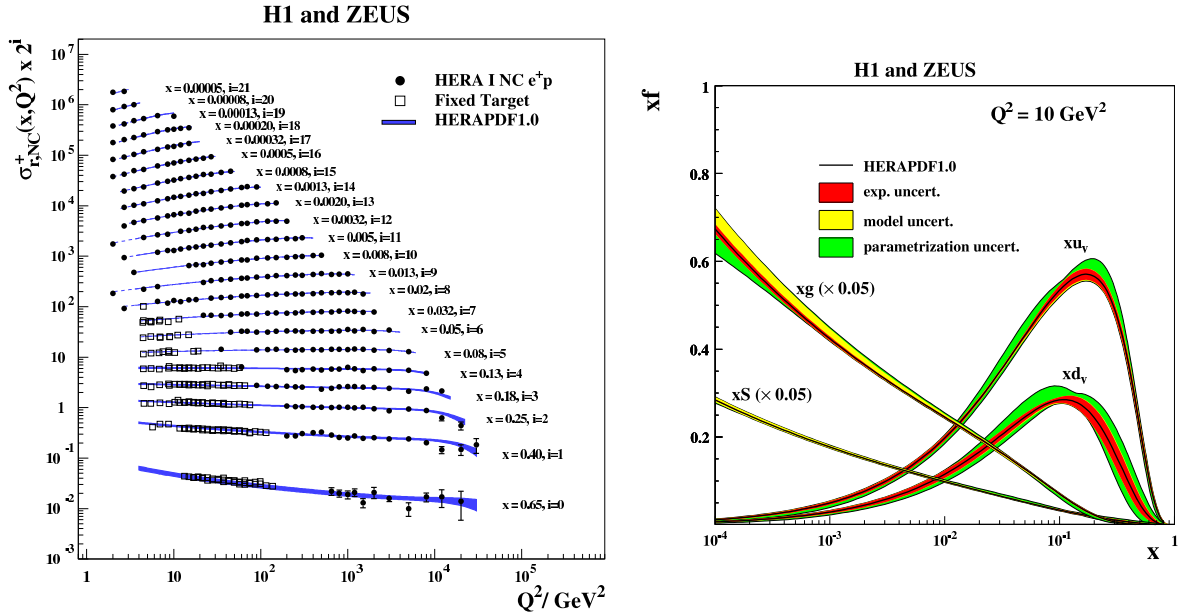 H1 and ZEUS
σ⁺r,NC(x,Q²) x 2ⁱ
10⁷
10⁶
10⁵
10⁴
10³
10²
10
1
10⁻¹
10⁻²
10⁻³
HERA I NC e⁺p
Fixed Target
HERAPDF1.0
x = 0.00005, i=21
x = 0.00008, i=20
x = 0.00013, i=19
x = 0.00020, i=18
x = 0.00032, i=17
x = 0.0005, i=16
x = 0.0008, i=15
x = 0.0013, i=14
x = 0.0020, i=13
x = 0.0032, i=12
x = 0.005, i=11
x = 0.008, i=10
x = 0.013, i=9
x = 0.02, i=8
x = 0.032, i=7
x = 0.05, i=6
x = 0.08, i=5
x = 0.13, i=4
x = 0.18, i=3
x = 0.25, i=2
x = 0.40, i=1
x = 0.65, i=0
1 10 10² 10³ 10⁴ 10⁵
Q²/ GeV²
H1 and ZEUS
xf
1
0.8
0.6
0.4
0.2
Q² = 10 GeV²
HERAPDF1.0
exp. uncert.
model uncert.
parametrization uncert.
xuᵥ
xg (× 0.05)
xdᵥ
xS (× 0.05)
10⁻⁴ 10⁻³ 10⁻² 10⁻¹ 1
x